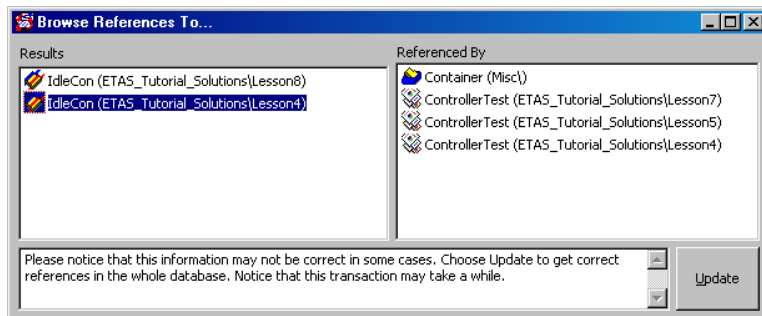 Browse References To...
Results
Referenced By
IdleCon (ETAS_Tutorial_Solutions\Lesson8)
IdleCon (ETAS_Tutorial_Solutions\Lesson4)
Container (Misc\)
ControllerTest (ETAS_Tutorial_Solutions\Lesson7)
ControllerTest (ETAS_Tutorial_Solutions\Lesson5)
ControllerTest (ETAS_Tutorial_Solutions\Lesson4)
Please notice that this information may not be correct in some cases. Choose Update to get correct
references in the whole database. Notice that this transaction may take a while.
Update